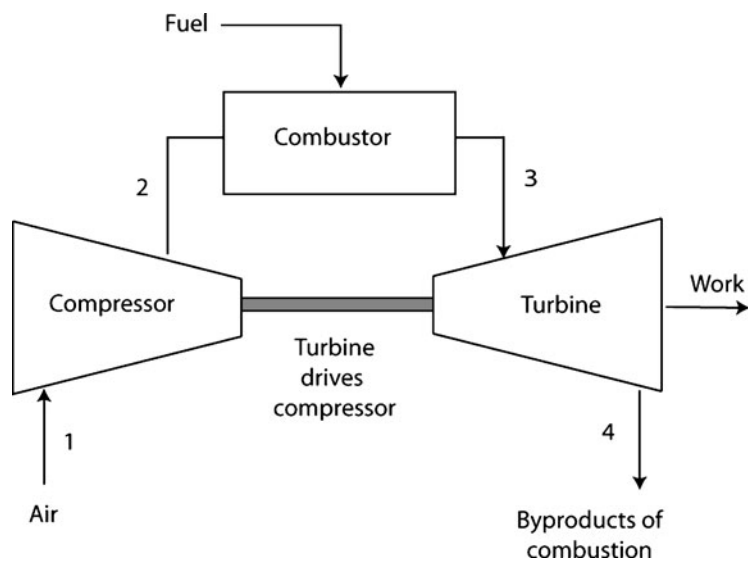 Fuel
Combustor
2
3
Compressor
Turbine
Work
Turbine
drives
compressor
1
4
Air
Byproducts of
combustion